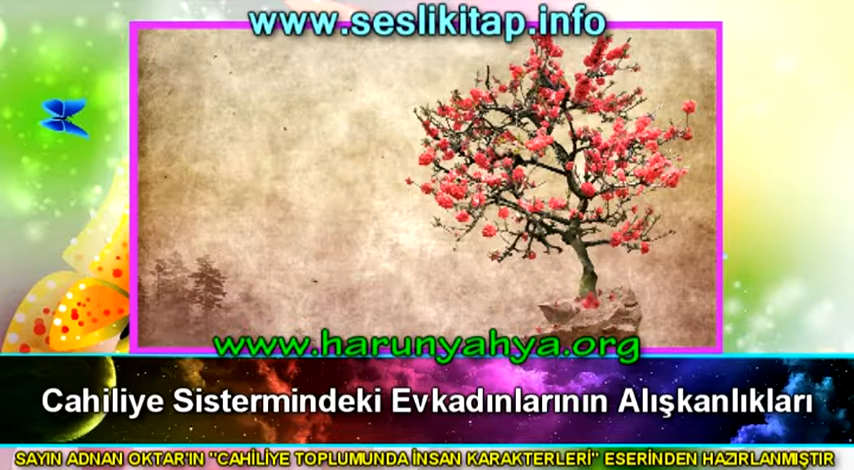 www.seslikitap.info
www.harunyahya.org
Cahiliye Sistermindeki Evkadınlarının Alışkanlıkları
SAYIN ADNAN OKTAR'IN "CAHİLİYE TOPLUMUNDA İNSAN KARAKTERLERİ" ESERİNDEN HAZIRLANMIŞTIR